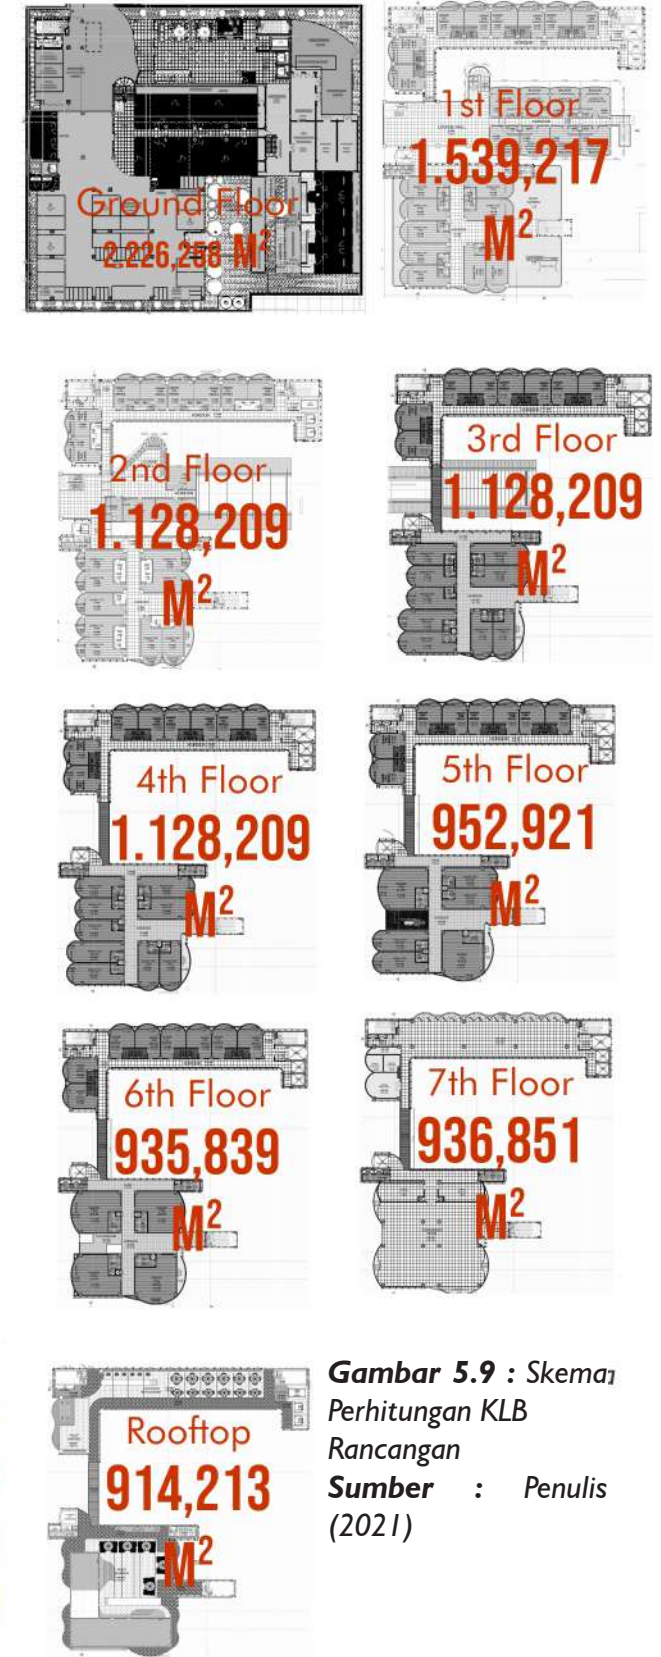 Ground Floor
2.226,268 M²
1st Floor
1.539,217
M²
2nd Floor
1.128,209
M²
3rd Floor
1.128,209
M²
4th Floor
1.128,209
M²
5th Floor
952,921
M²
6th Floor
935,839
M²
7th Floor
936,851
M²
Rooftop
914,213
M²
Gambar 5.9 : Skema
Perhitungan KLB
Rancangan
Sumber : Penulis
(2021)